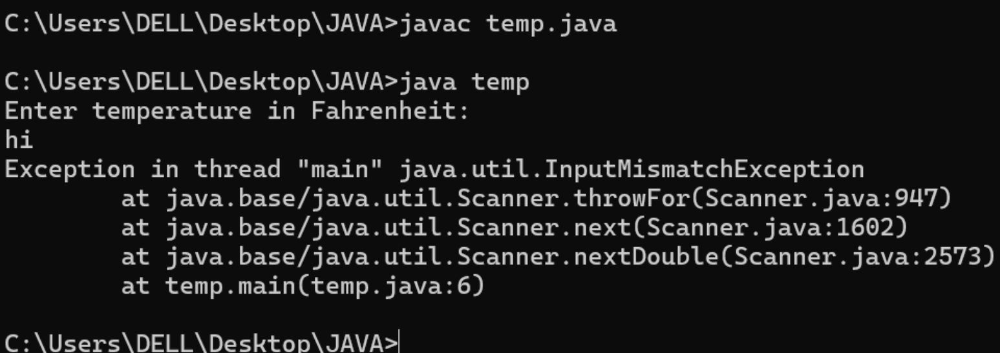 C:\Users\DELL\Desktop\JAVA>javac temp.java
C:\Users\DELL\Desktop\JAVA>java temp
Enter temperature in Fahrenheit:
hi
Exception in thread "main" java.util.InputMismatchException
        at java.base/java.util.Scanner.throwFor(Scanner.java:947)
        at java.base/java.util.Scanner.next(Scanner.java:1602)
        at java.base/java.util.Scanner.nextDouble(Scanner.java:2573)
        at temp.main(temp.java:6)
C:\Users\DELL\Desktop\JAVA>